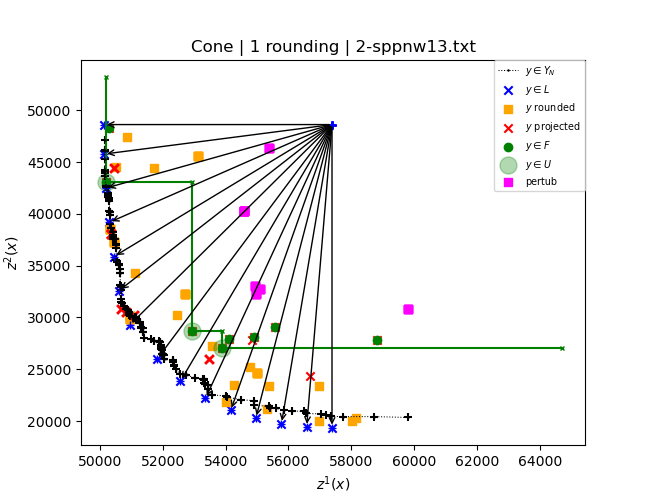 Cone | 1 rounding | 2-sppnw13.txt
y ∈ Y_N
y ∈ L
y rounded
y projected
y ∈ F
y ∈ U
pertub
50000
45000
40000
35000
30000
25000
20000
z²(x)
50000 52000 54000 56000 58000 60000 62000 64000
z¹(x)